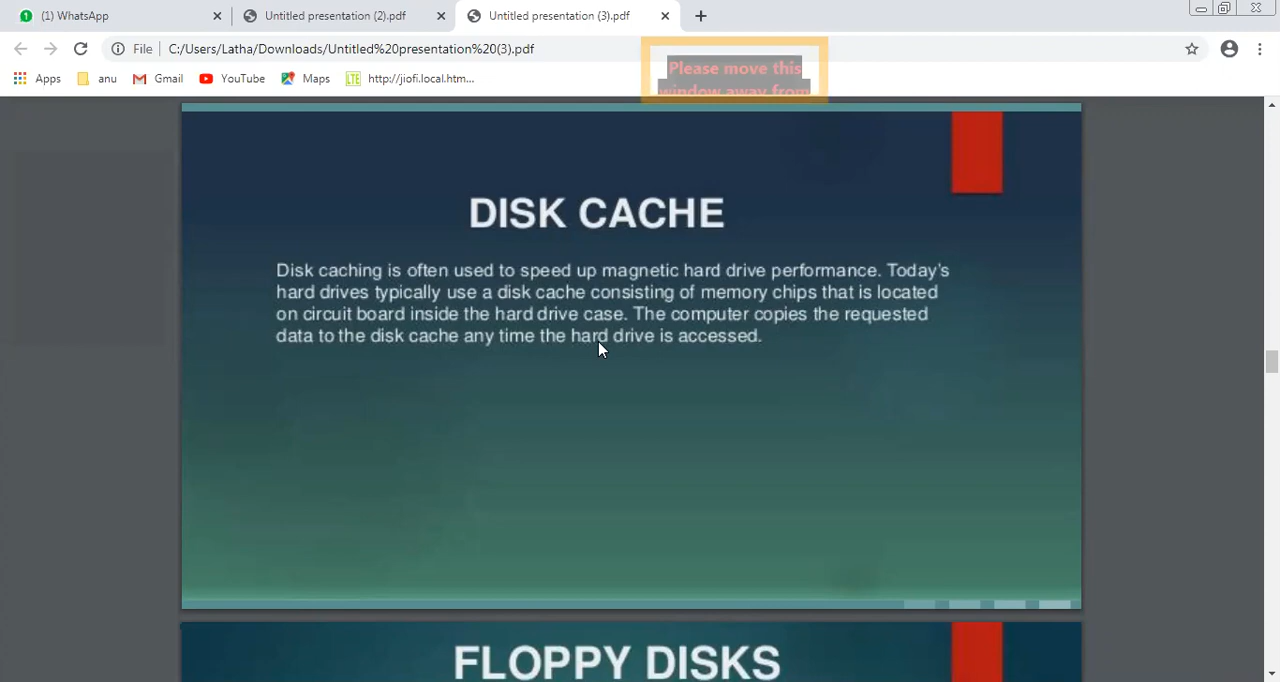 (1) WhatsApp
Untitled presentation (2).pdf
Untitled presentation (3).pdf
File
C:/Users/Latha/Downloads/Untitled%20presentation%20(3).pdf
Please move this
window away from
Apps
anu
Gmail
YouTube
Maps
LTE
http://jiofi.local.htm...
DISK CACHE
Disk caching is often used to speed up magnetic hard drive performance. Today's
hard drives typically use a disk cache consisting of memory chips that is located
on circuit board inside the hard drive case. The computer copies the requested
data to the disk cache any time the hard drive is accessed.
FLOPPY DISKS